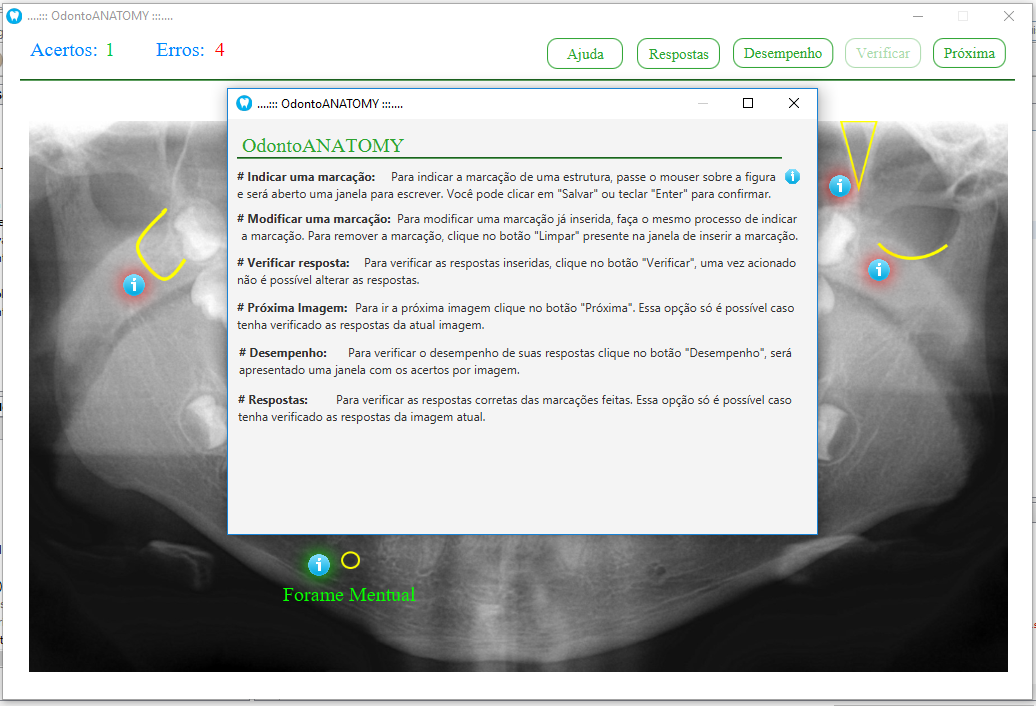 ....::: OdontoANATOMY :::....
Acertos: 1 Erros: 4 Ajuda Respostas Desempenho Verificar Próxima
....::: OdontoANATOMY :::....
OdontoANATOMY
# Indicar uma marcação: Para indicar a marcação de uma estrutura, passe o mouser sobre a figura
e será aberto uma janela para escrever. Você pode clicar em "Salvar" ou teclar "Enter" para confirmar.
# Modificar uma marcação: Para modificar uma marcação já inserida, faça o mesmo processo de indicar
a marcação. Para remover a marcação, clique no botão "Limpar" presente na janela de inserir a marcação.
# Verificar resposta: Para verificar as respostas inseridas, clique no botão "Verificar", uma vez acionado
não é possível alterar as respostas.
# Próxima Imagem: Para ir a próxima imagem clique no botão "Próxima". Essa opção só é possível caso
tenha verificado as respostas da atual imagem.
# Desempenho: Para verificar o desempenho de suas respostas clique no botão "Desempenho", será
apresentado uma janela com os acertos por imagem.
# Respostas: Para verificar as respostas corretas das marcações feitas. Essa opção só é possível caso
tenha verificado as respostas da imagem atual.
Forame Mentual